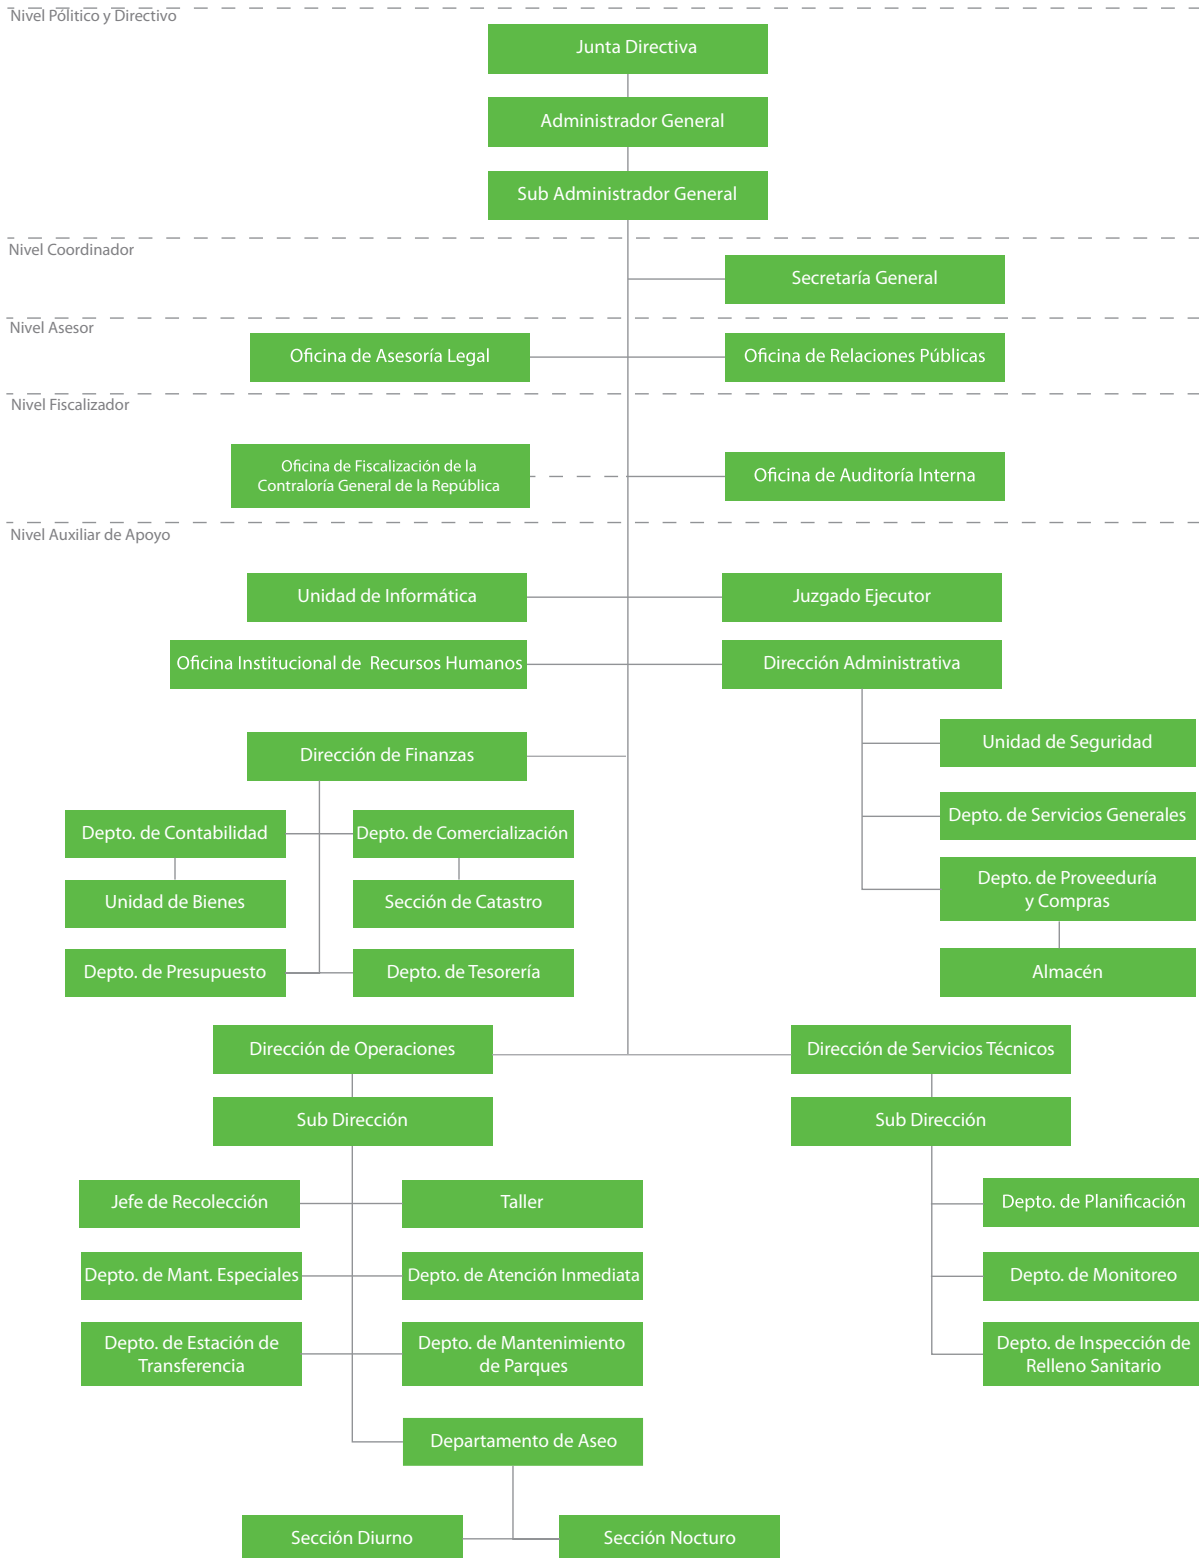 Nivel Pólitico y Directivo
Junta Directiva
Administrador General
Sub Administrador General
Nivel Coordinador
Secretaría General
Nivel Asesor
Oficina de Asesoría Legal
Oficina de Relaciones Públicas
Nivel Fiscalizador
Oficina de Fiscalización de la
Contraloría General de la República
Oficina de Auditoría Interna
Nivel Auxiliar de Apoyo
Unidad de Informática
Juzgado Ejecutor
Oficina Institucional de Recursos Humanos
Dirección Administrativa
Unidad de Seguridad
Dirección de Finanzas
Depto. de Servicios Generales
Depto. de Contabilidad
Depto. de Comercialización
Depto. de Proveeduría
y Compras
Unidad de Bienes
Sección de Catastro
Depto. de Presupuesto
Depto. de Tesorería
Almacén
Dirección de Operaciones
Dirección de Servicios Técnicos
Sub Dirección
Sub Dirección
Jefe de Recolección
Taller
Depto. de Planificación
Depto. de Mant. Especiales
Depto. de Atención Inmediata
Depto. de Monitoreo
Depto. de Estación de
Transferencia
Depto. de Mantenimiento
de Parques
Depto. de Inspección de
Relleno Sanitario
Departamento de Aseo
Sección Diurno
Sección Nocturo